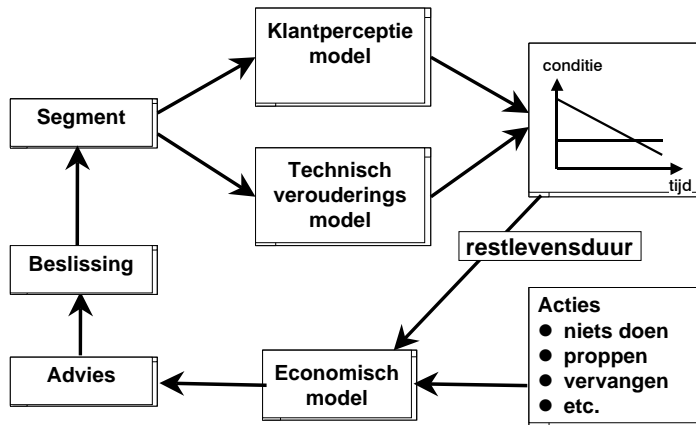 Klantperceptie
model
Segment
Technisch
verouderings
model
conditie
tijd
restlevensduur
Beslissing
Advies
Economisch
model
Acties
● niets doen
● proppen
● vervangen
● etc.